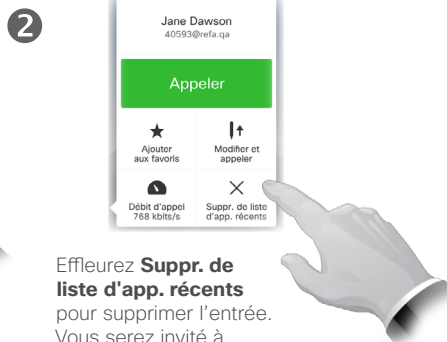 2
Jane Dawson
40593@refa.qa
Appeler
Ajouter
aux favoris
Modifier et
appeler
Débit d'appel
768 kbits/s
Suppr. de liste
d'app. récents
Effleurez Suppr. de
liste d'app. récents
pour supprimer l'entrée.
Vous serez invité à